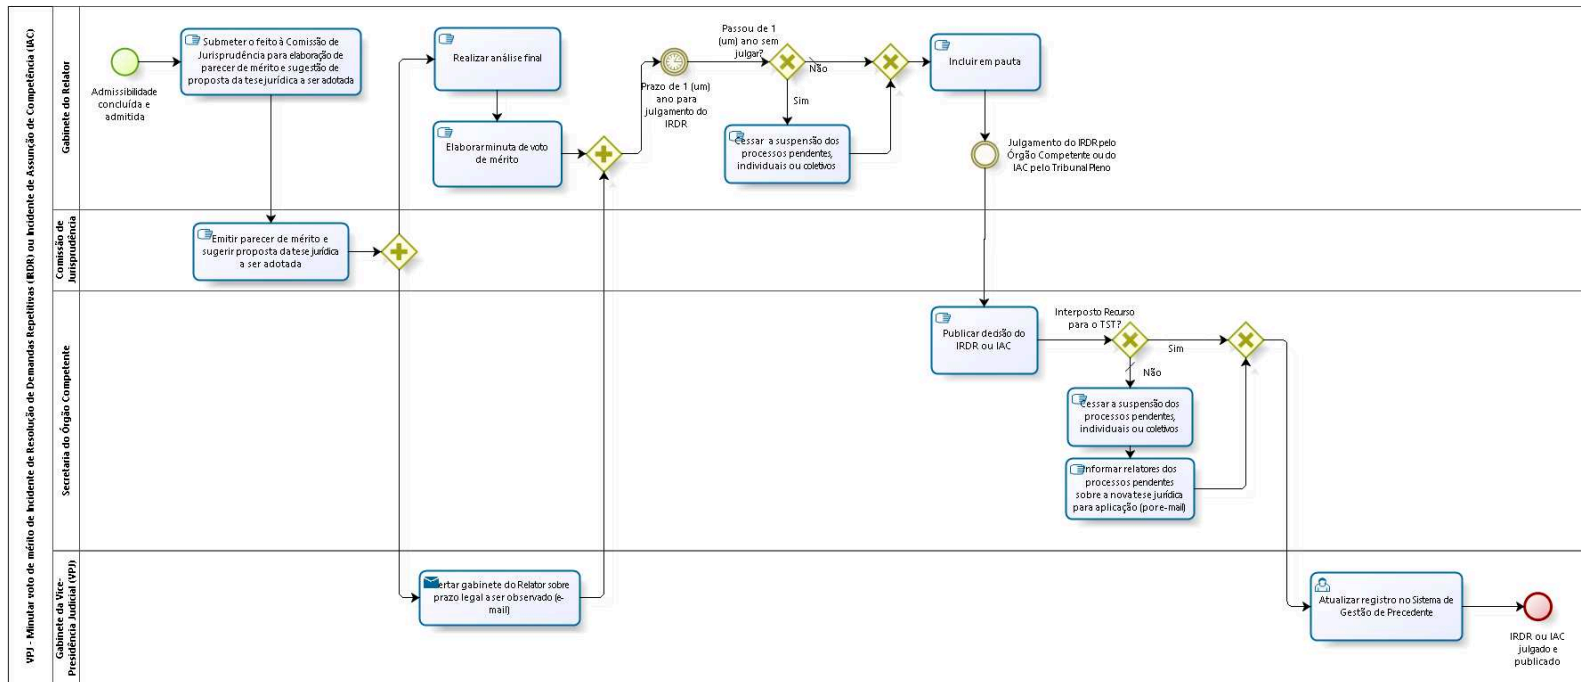 VPJ - Minutar voto de mérito de Incidente de Resolução de Demandas Repetitivas (IRDR) ou Incidente de Assunção de Competência (IAC)
Gabinete do Relator
Admissibilidade
concluída e
admitida
Submeter o feito à Comissão de
Jurisprudência para elaboração de
parecer de mérito e sugestão de
proposta da tese jurídica a ser adotada
Realizar análise final
Elaborar minuta de voto
de mérito
Prazo de 1 (um)
ano para
julgamento do
IRDR
Passou de 1
(um) ano sem
julgar?
Não
Sim
Cessar a suspensão dos
processos pendentes,
individuais ou coletivos
Incluir em pauta
Julgamento do IRDR pelo
Órgão Competente ou do
IAC pelo Tribunal Pleno
Comissão de
Jurisprudência
Emitir parecer de mérito e
sugerir proposta da tese jurídica
a ser adotada
Secretaria do Órgão Competente
Publicar decisão do
IRDR ou IAC
Interposto Recurso
para o TST?
Sim
Não
Cessar a suspensão dos
processos pendentes,
individuais ou coletivos
Informar relatores dos
processos pendentes
sobre a nova tese jurídica
para aplicação (por e-mail)
Gabinete da Vice-
Presidência Judicial (VPJ)
ertar gabinete do Relator sobre
prazo legal a ser observado (e-
mail)
Atualizar registro no Sistema de
Gestão de Precedente
IRDR ou IAC
julgado e
publicado